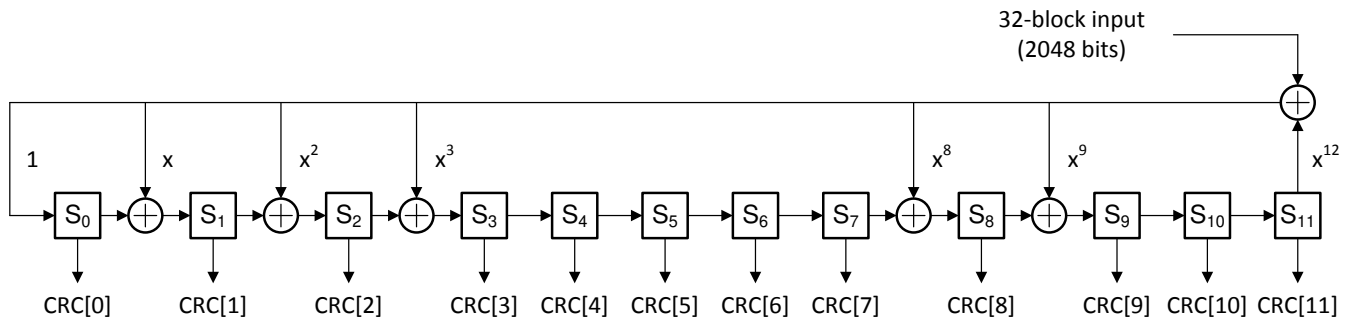 32-block input
(2048 bits)
1 x x² x³ x⁸ x⁹ x¹²
S₀ S₁ S₂ S₃ S₄ S₅ S₆ S₇ S₈ S₉ S₁₀ S₁₁
CRC[0] CRC[1] CRC[2] CRC[3] CRC[4] CRC[5] CRC[6] CRC[7] CRC[8] CRC[9] CRC[10] CRC[11]